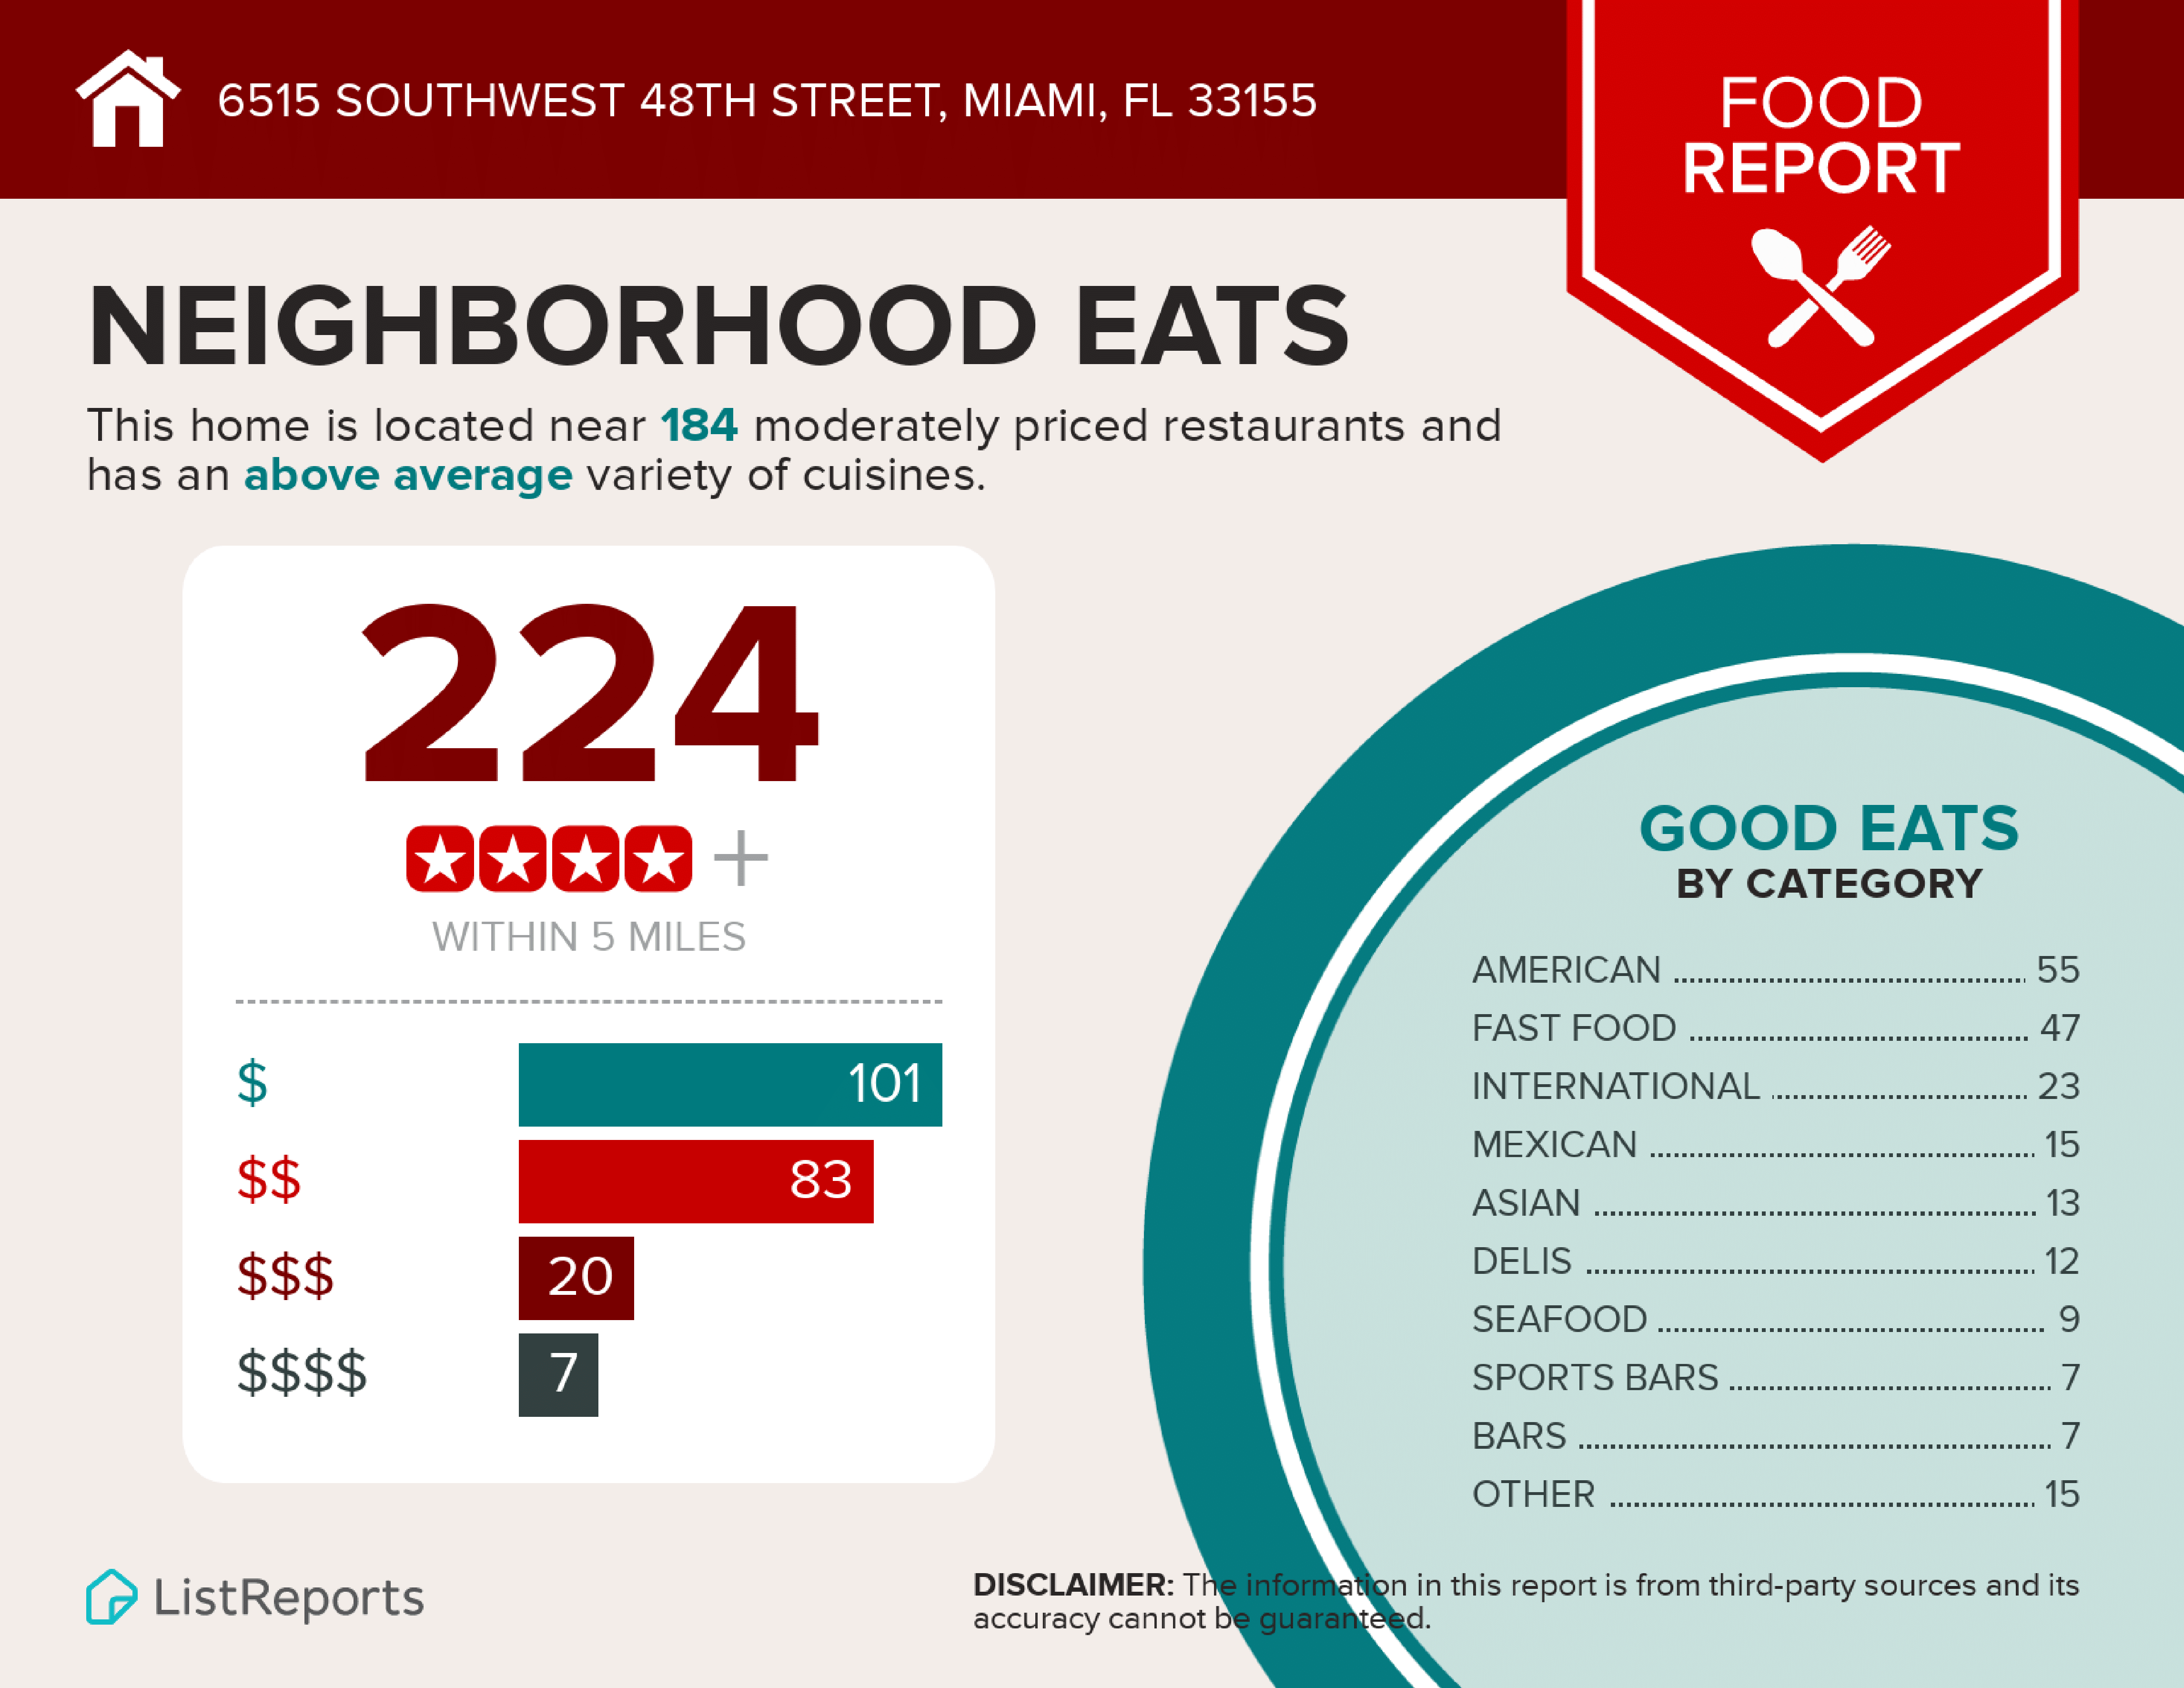 6515 SOUTHWEST 48TH STREET, MIAMI, FL 33155
FOOD
REPORT
NEIGHBORHOOD EATS
This home is located near 184 moderately priced restaurants and
has an above average variety of cuisines.
224
+
WITHIN 5 MILES
$ 101
$$ 83
$$$ 20
$$$$ 7
GOOD EATS
BY CATEGORY
AMERICAN 55
FAST FOOD 47
INTERNATIONAL 23
MEXICAN 15
ASIAN 13
DELIS 12
SEAFOOD 9
SPORTS BARS 7
BARS 7
OTHER 15
ListReports
DISCLAIMER: The information in this report is from third-party sources and its
accuracy cannot be guaranteed.